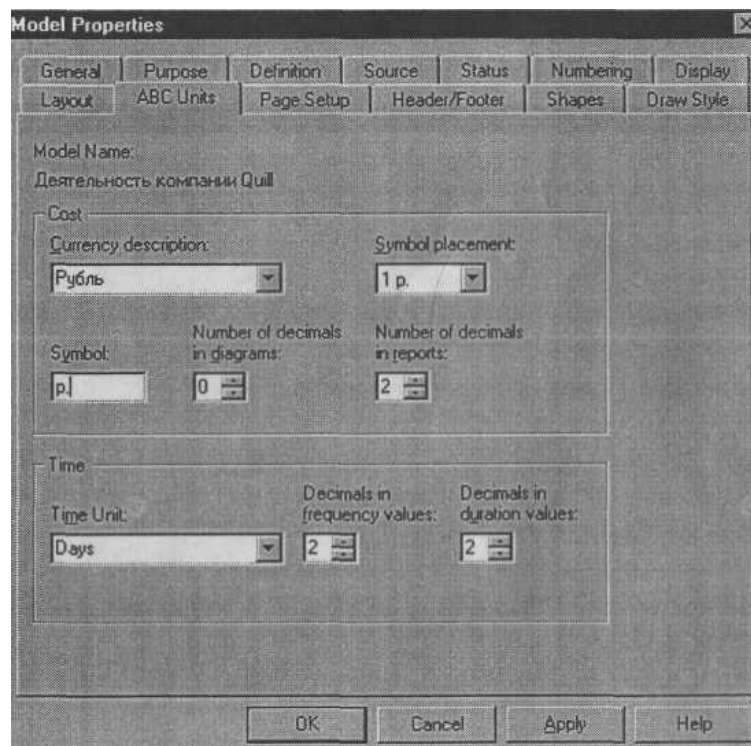 Model Properties
General Purpose Definition Source Status Numbering Display
Layout ABC Units Page Setup Header/Footer Shapes Draw Style
Model Name:
Деятельность компании Quill
Cost
Currency description: Symbol placement:
Рубль 1 р.
Number of decimals Number of decimals
Symbol: in diagrams: in reports:
р. 0 2
Time
Decimals in Decimals in
Time Unit: frequency values: duration values:
Days 2 2
OK Cancel Apply Help